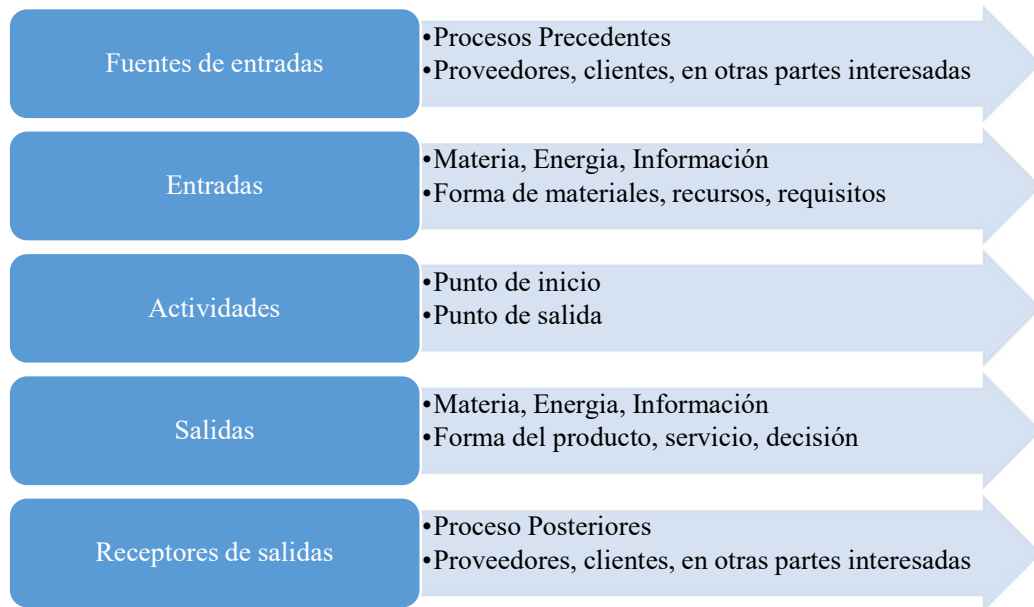 Fuentes de entradas
•Procesos Precedentes
•Proveedores, clientes, en otras partes interesadas
Entradas
•Materia, Energia, Información
•Forma de materiales, recursos, requisitos
Actividades
•Punto de inicio
•Punto de salida
Salidas
•Materia, Energia, Información
•Forma del producto, servicio, decisión
Receptores de salidas
•Proceso Posteriores
•Proveedores, clientes, en otras partes interesadas